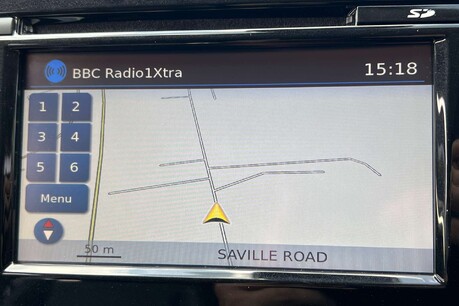 SD
BBC Radio1Xtra 15:18
1 2
3 4
5 6
Menu
50 m SAVILLE ROAD